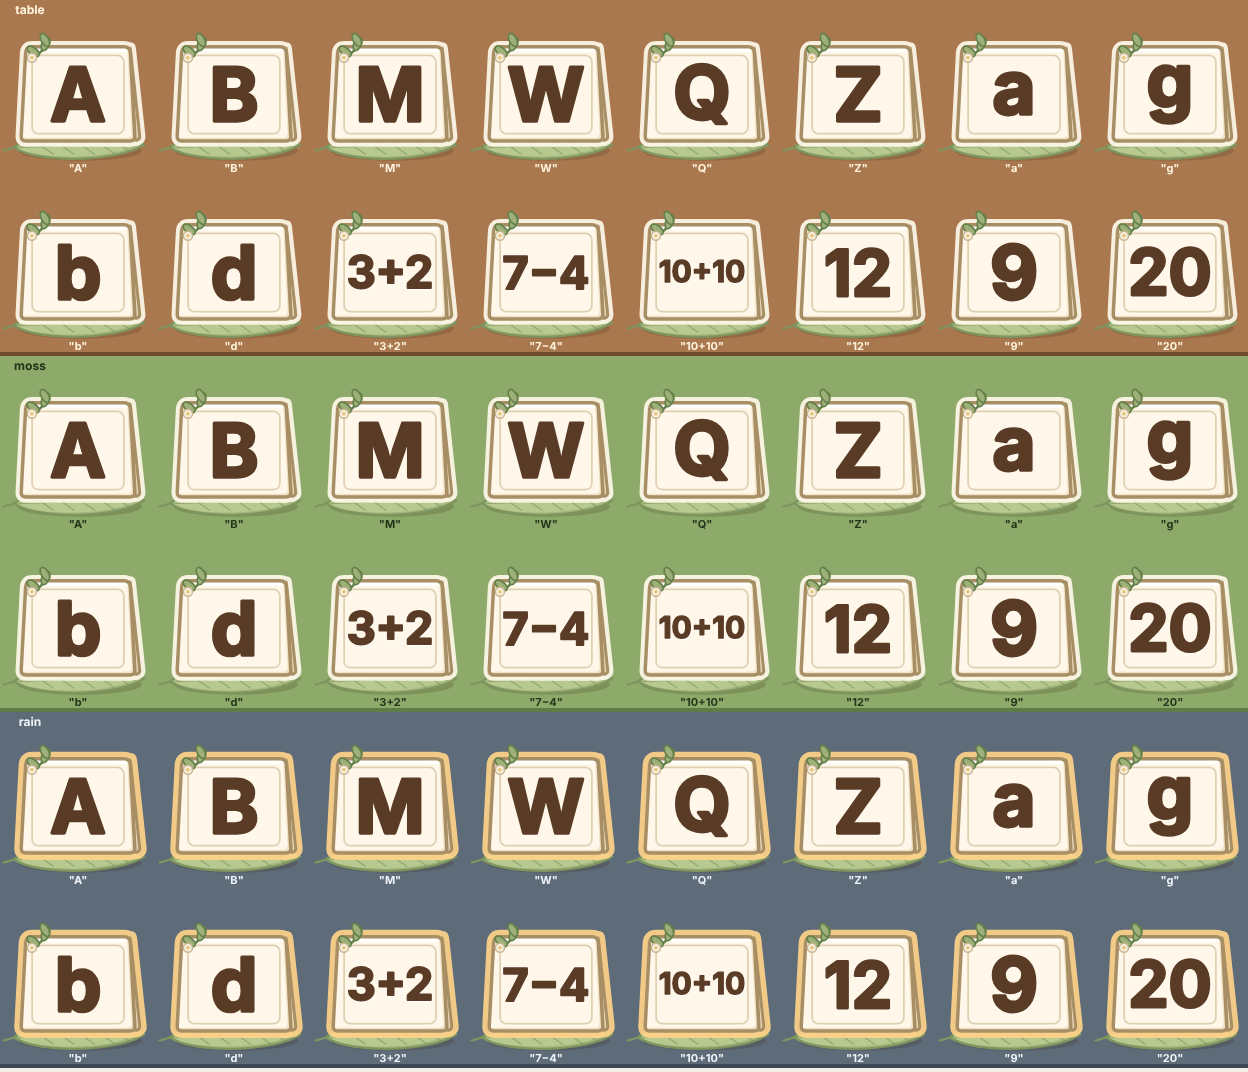 table
A B M W Q Z a g
"A" "B" "M" "W" "Q" "Z" "a" "g"
b d 3+2 7−4 10+10 12 9 20
"b" "d" "3+2" "7−4" "10+10" "12" "9" "20"
moss
A B M W Q Z a g
"A" "B" "M" "W" "Q" "Z" "a" "g"
b d 3+2 7−4 10+10 12 9 20
"b" "d" "3+2" "7−4" "10+10" "12" "9" "20"
rain
A B M W Q Z a g
"A" "B" "M" "W" "Q" "Z" "a" "g"
b d 3+2 7−4 10+10 12 9 20
"b" "d" "3+2" "7−4" "10+10" "12" "9" "20"